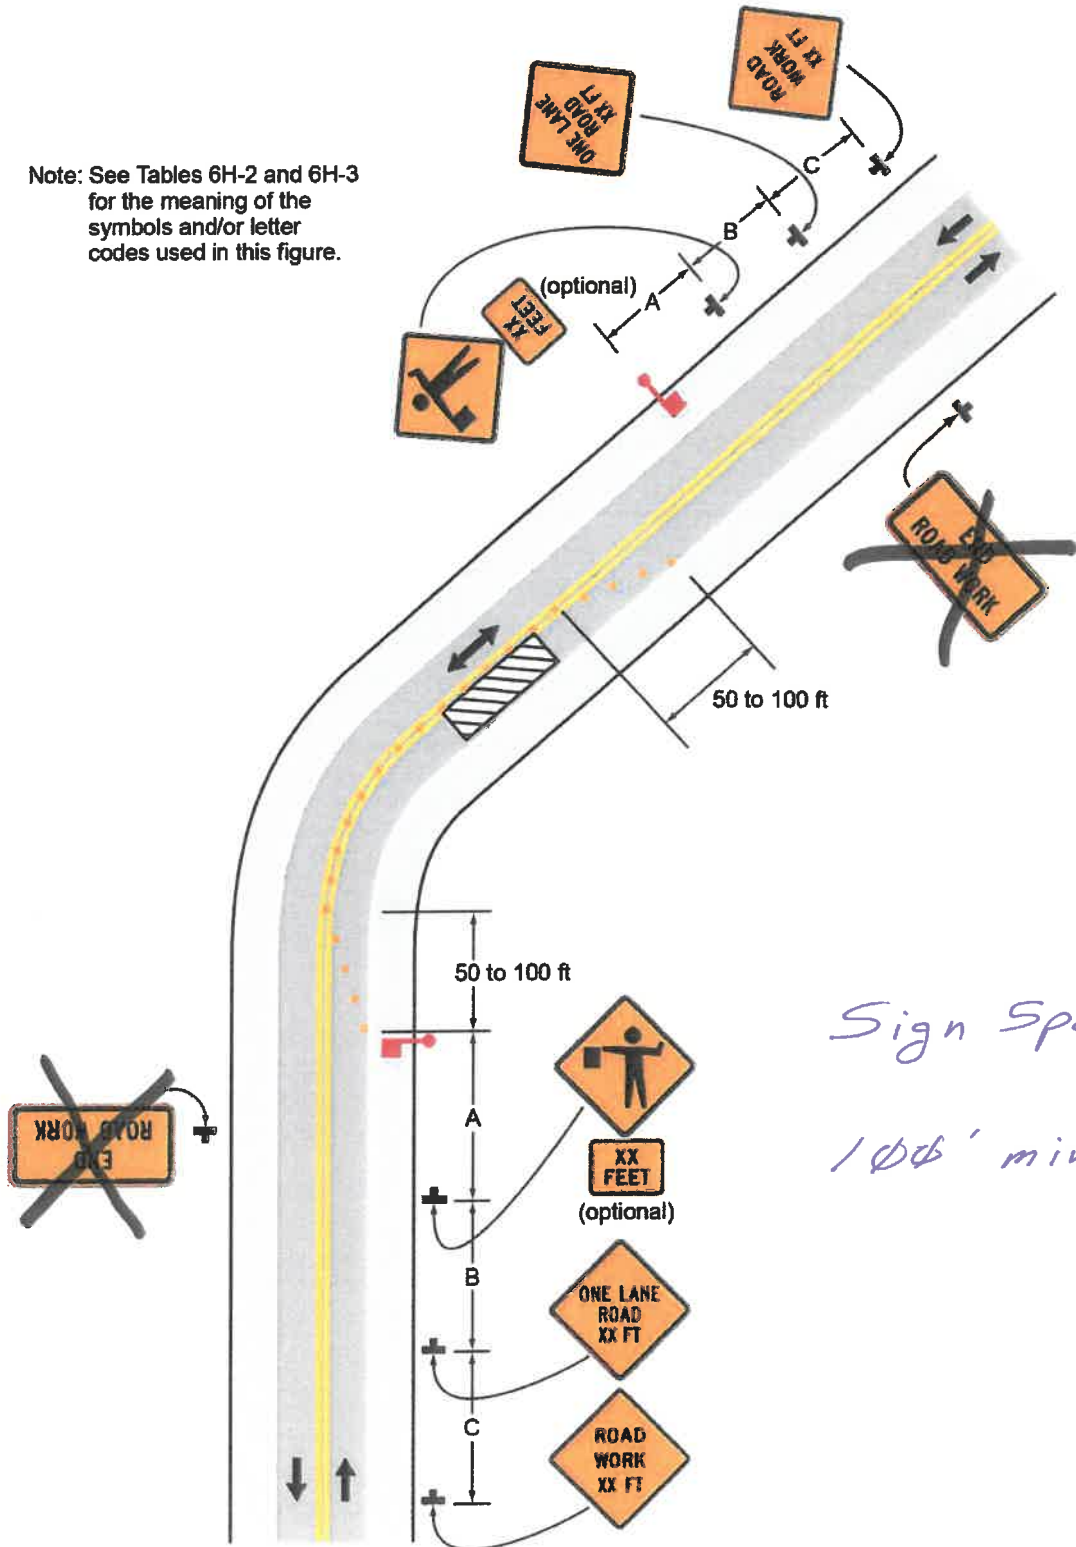 ROAD
WORK
XX FT
ONE LANE
ROAD
XX FT
Note: See Tables 6H-2 and 6H-3
for the meaning of the
symbols and/or letter
codes used in this figure.
C
B
A
(optional)
XX
FEET
END
ROAD WORK
50 to 100 ft
50 to 100 ft
Sign
100' min
A
END
ROAD WORK
XX
FEET
(optional)
B
ONE LANE
ROAD
XX FT
C
ROAD
WORK
XX FT